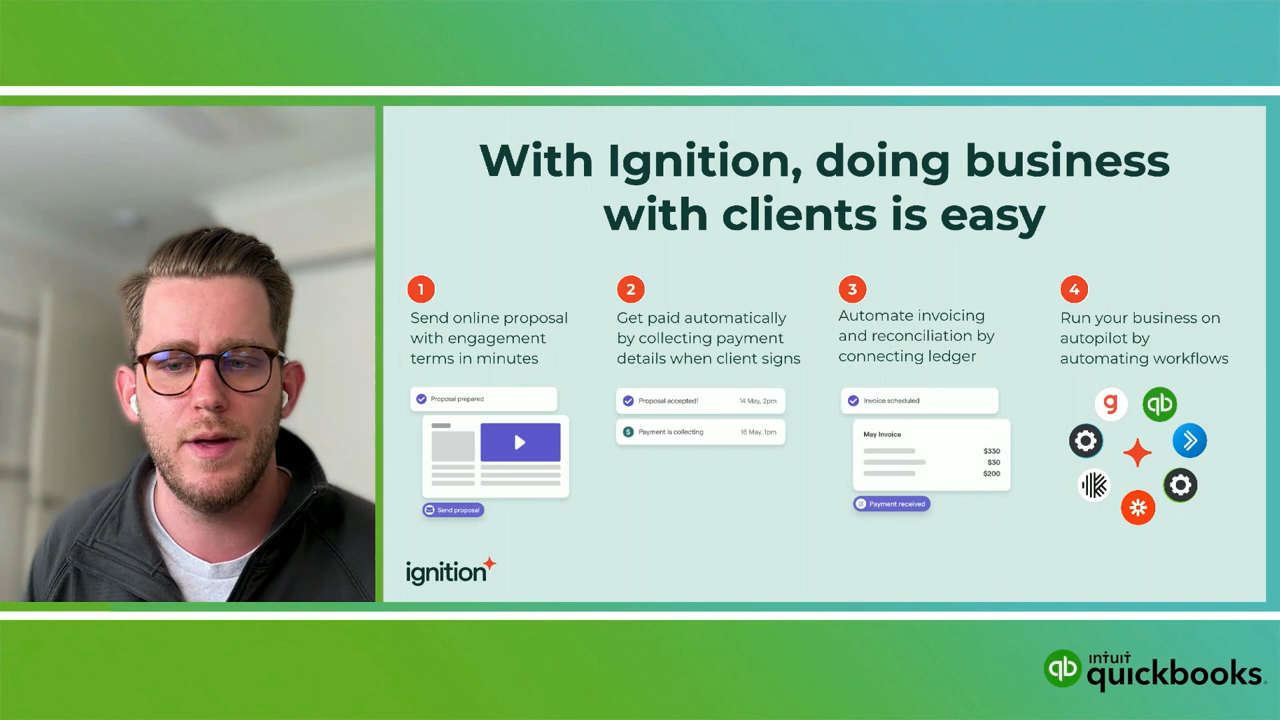 With Ignition, doing business
with clients is easy
1
Send online proposal
with engagement
terms in minutes
Proposal prepared
Send proposal
2
Get paid automatically
by collecting payment
details when client signs
Proposal accepted! 14 May, 2pm
$ Payment is collecting 16 May, 1pm
3
Automate invoicing
and reconciliation by
connecting ledger
Invoice scheduled
May Invoice
$330
$30
$200
Payment received
4
Run your business on
autopilot by
automating workflows
g
qb
ignition
qb intuit
quickbooks.